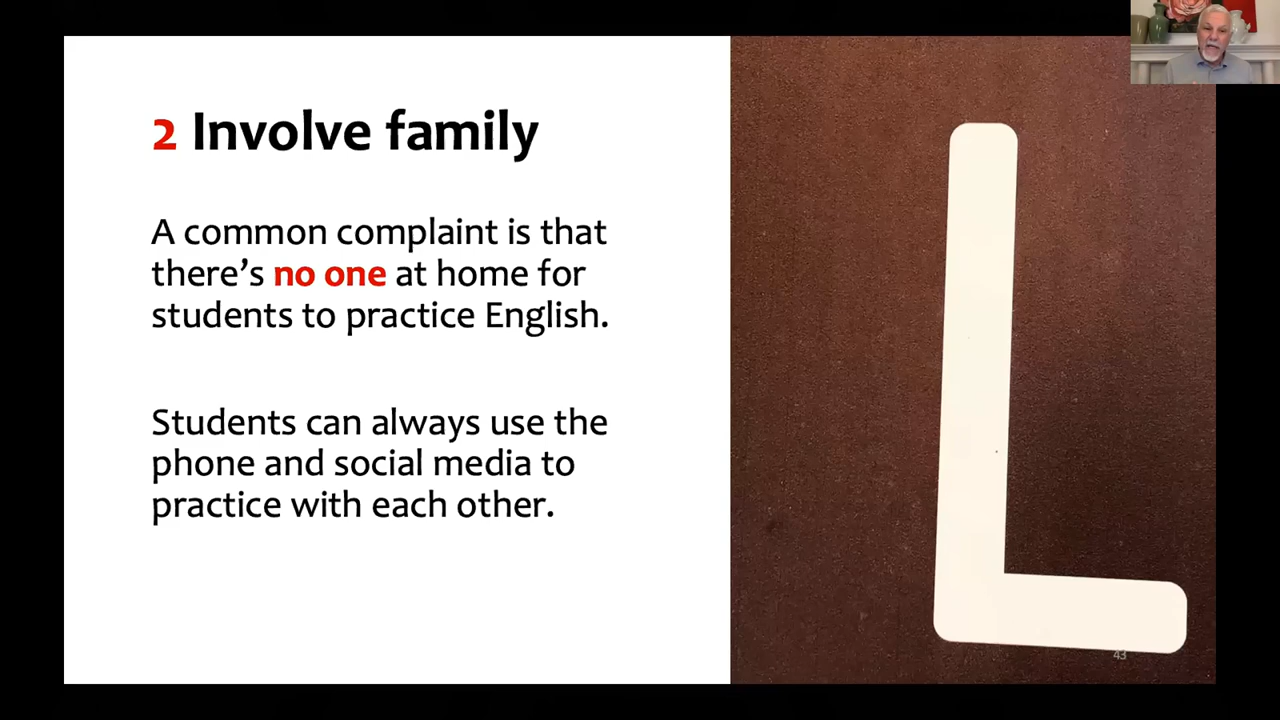 2 Involve family
A common complaint is that
there’s no one at home for
students to practice English.
Students can always use the
phone and social media to
practice with each other.
L
43